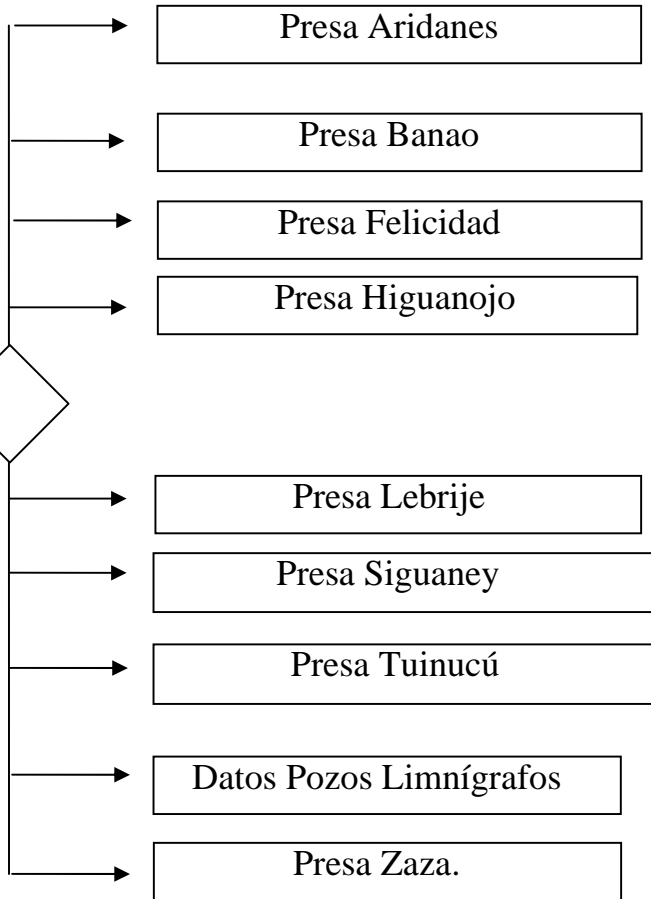 Presa Aridanes
Presa Banao
Presa Felicidad
Presa Higuanojo
Presa Lebrije
Presa Siguaney
Presa Tuinucú
Datos Pozos Limnígrafos
Presa Zaza.